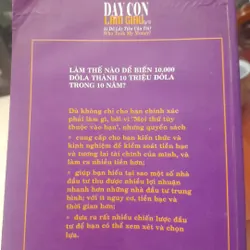 DẠY CON
LÀM GIÀU
LÀM THẾ NÀO ĐỂ BIẾN 10.000
ĐÔLA THÀNH 10 TRIỆU ĐÔLA
TRONG 10 NĂM?
Dù không chỉ cho bạn chính xác
phải làm gì, bởi vì "Mọi thứ tùy
thuộc vào bạn", nhưng quyển sách
• cung cấp cho bạn kiến thức và
kinh nghiệm để kiểm soát tiền bạc
và tương lai tài chính của mình, và
kiếm ra nhiều tiền hơn;
• giúp bạn hiểu tại sao một số nhà
đầu tư thu được nhiều lợi nhuận
nhanh hơn những nhà đầu tư trung
bình; với ít nguy cơ, tiền bạc và
thời gian hơn;
• đưa ra rất nhiều chiến lược đầu
tư để bạn có thể xem xét và chọn
lựa.